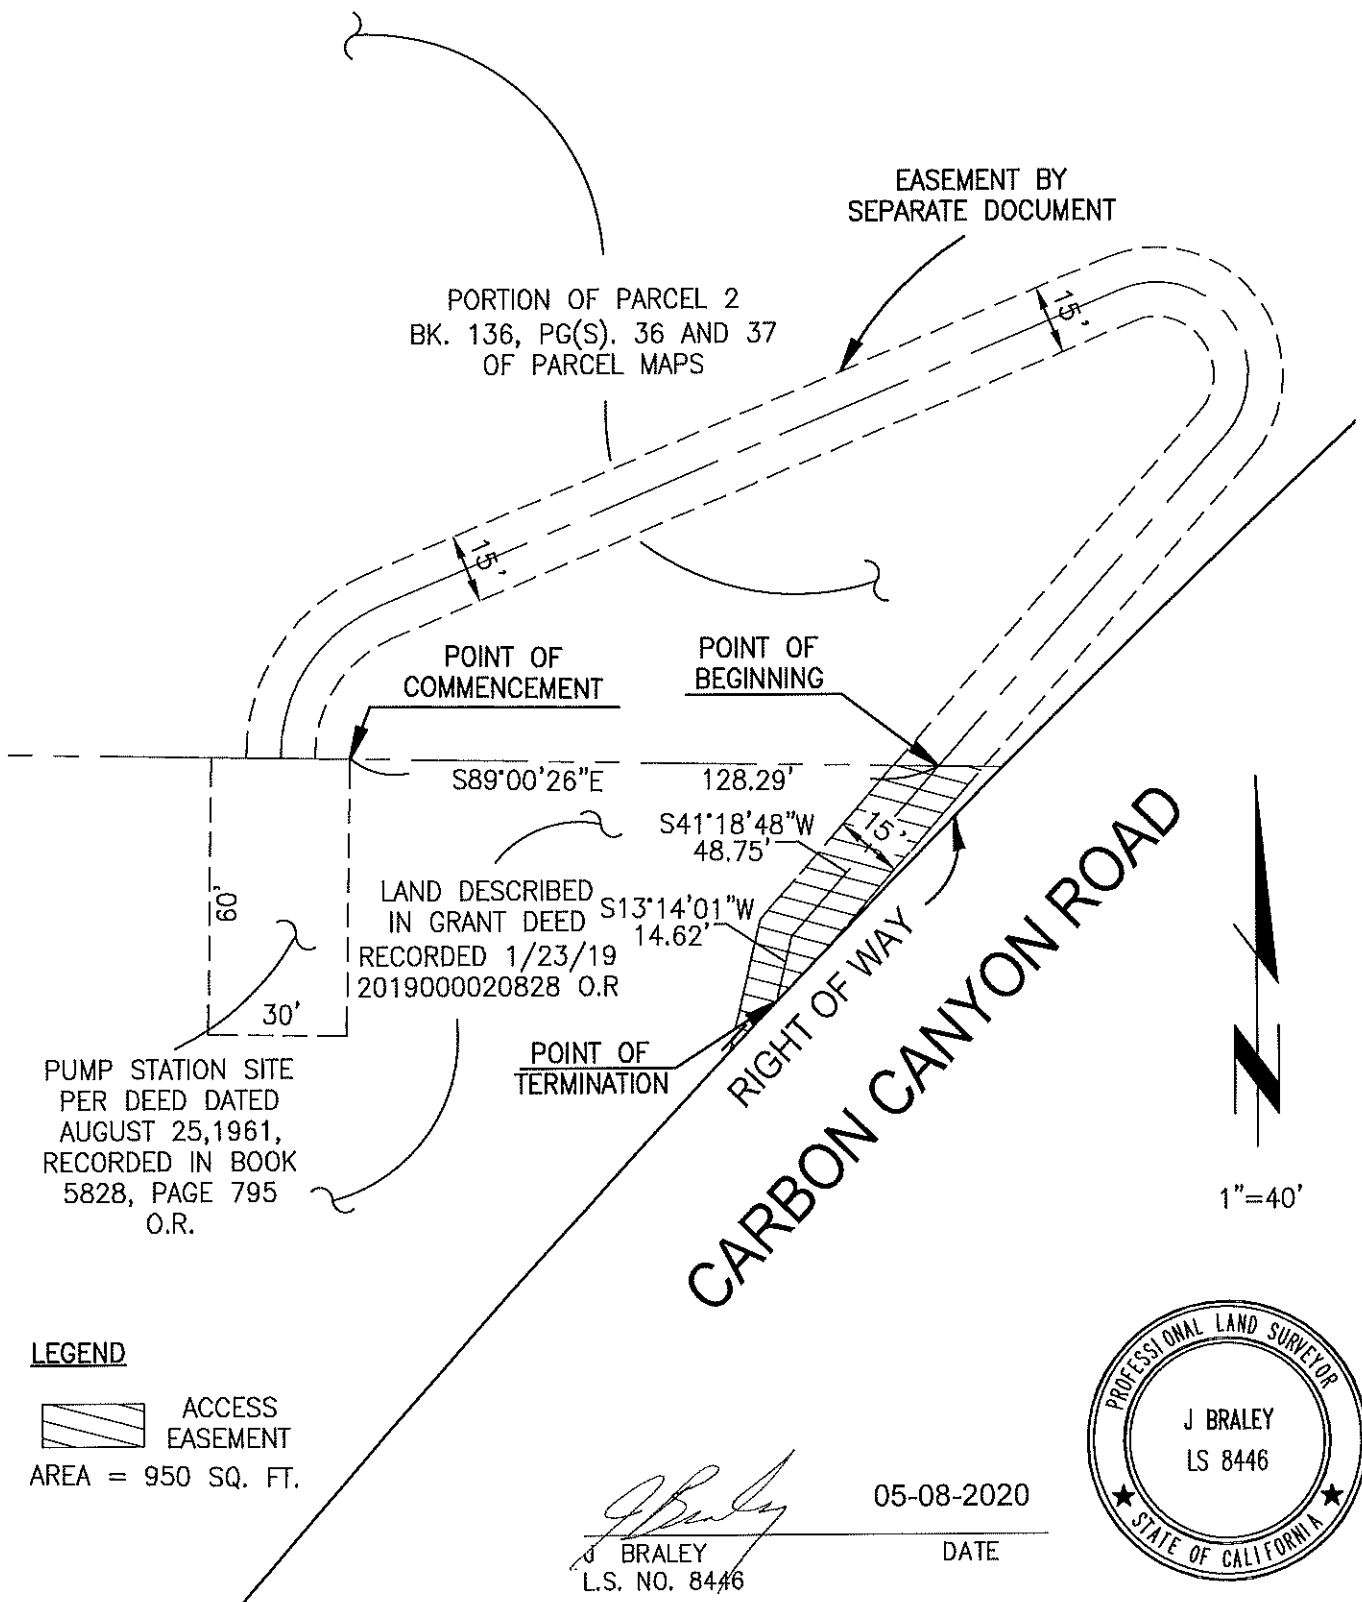 EASEMENT BY
SEPARATE DOCUMENT
PORTION OF PARCEL 2
BK. 136, PG(S). 36 AND 37
OF PARCEL MAPS
15'
15'
POINT OF
COMMENCEMENT
POINT OF
BEGINNING
S89°00'26"E
128.29'
S41°18'48"W
48.75'
15'
S13°14'01"W
14.62'
LAND DESCRIBED
IN GRANT DEED
RECORDED 1/23/19
2019000020828 O.R
60'
30'
POINT OF
TERMINATION
RIGHT OF WAY
CARBON CANYON ROAD
PUMP STATION SITE
PER DEED DATED
AUGUST 25,1961,
RECORDED IN BOOK
5828, PAGE 795
O.R.
N
1"=40'
LEGEND
ACCESS
EASEMENT
AREA = 950 SQ. FT.
J Braley
05-08-2020
J BRALEY
L.S. NO. 8446
DATE
PROFESSIONAL LAND SURVEYOR
J BRALEY
LS 8446
STATE OF CALIFORNIA